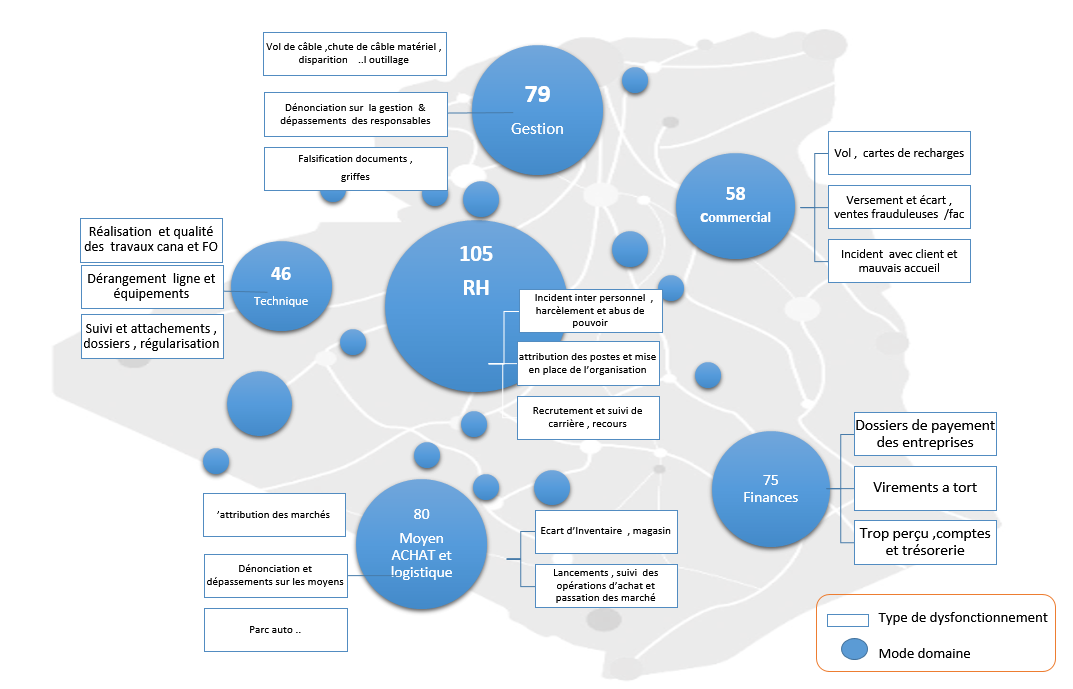 Vol de câble ,chute de câble matériel ,
disparition ..l outillage
Dénonciation sur la gestion &
dépassements des responsables
Falsification documents ,
griffes
79
Gestion
58
Commercial
Vol , cartes de recharges
Versement et écart ,
ventes frauduleuses /fac
Incident avec client et
mauvais accueil
Réalisation et qualité
des travaux cana et FO
Dérangement ligne et
équipements
Suivi et attachements ,
dossiers , régularisation
46
Technique
105
RH
Incident inter personnel ,
harcèlement et abus de
pouvoir
attribution des postes et mise
en place de l’organisation
Recrutement et suivi de
carrière , recours
75
Finances
Dossiers de payement
des entreprises
Virements a tort
Trop perçu ,comptes
et trésorerie
’attribution des marchés
Dénonciation et
dépassements sur les moyens
Parc auto ..
80
Moyen
ACHAT et
logistique
Ecart d’Inventaire , magasin
Lancements , suivi des
opérations d’achat et
passation des marché
Type de dysfonctionnement
Mode domaine